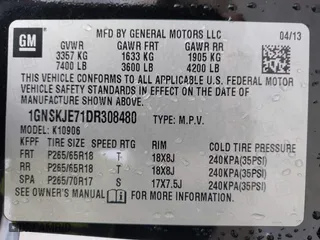 GM
MFD BY GENERAL MOTORS LLC
04/13
GVWR GAWR FRT GAWR RR
3357 KG 1633 KG 1905 KG
7400 LB 3600 LB 4200 LB
THIS VEHICLE CONFORMS TO ALL APPLICABLE U.S. FEDERAL MOTOR
VEHICLE SAFETY STANDARDS IN EFFECT ON THE DATE OF
MANUFACTURE SHOWN ABOVE.
1GNSKJE71DR308480 TYPE: M.P.V.
MODEL: K10906
KFPF TIRE SIZE SPEED RTG RIM COLD TIRE PRESSURE
FRT P265/65R18 T 18X8J 240KPA(35PSI)
RR P265/65R18 T 18X8J 240KPA(35PSI)
SPA P265/70R17 S 17X7.5J 240KPA(35PSI)
SEE OWNER'S MANUAL FOR ADDITIONAL INFORMATION.